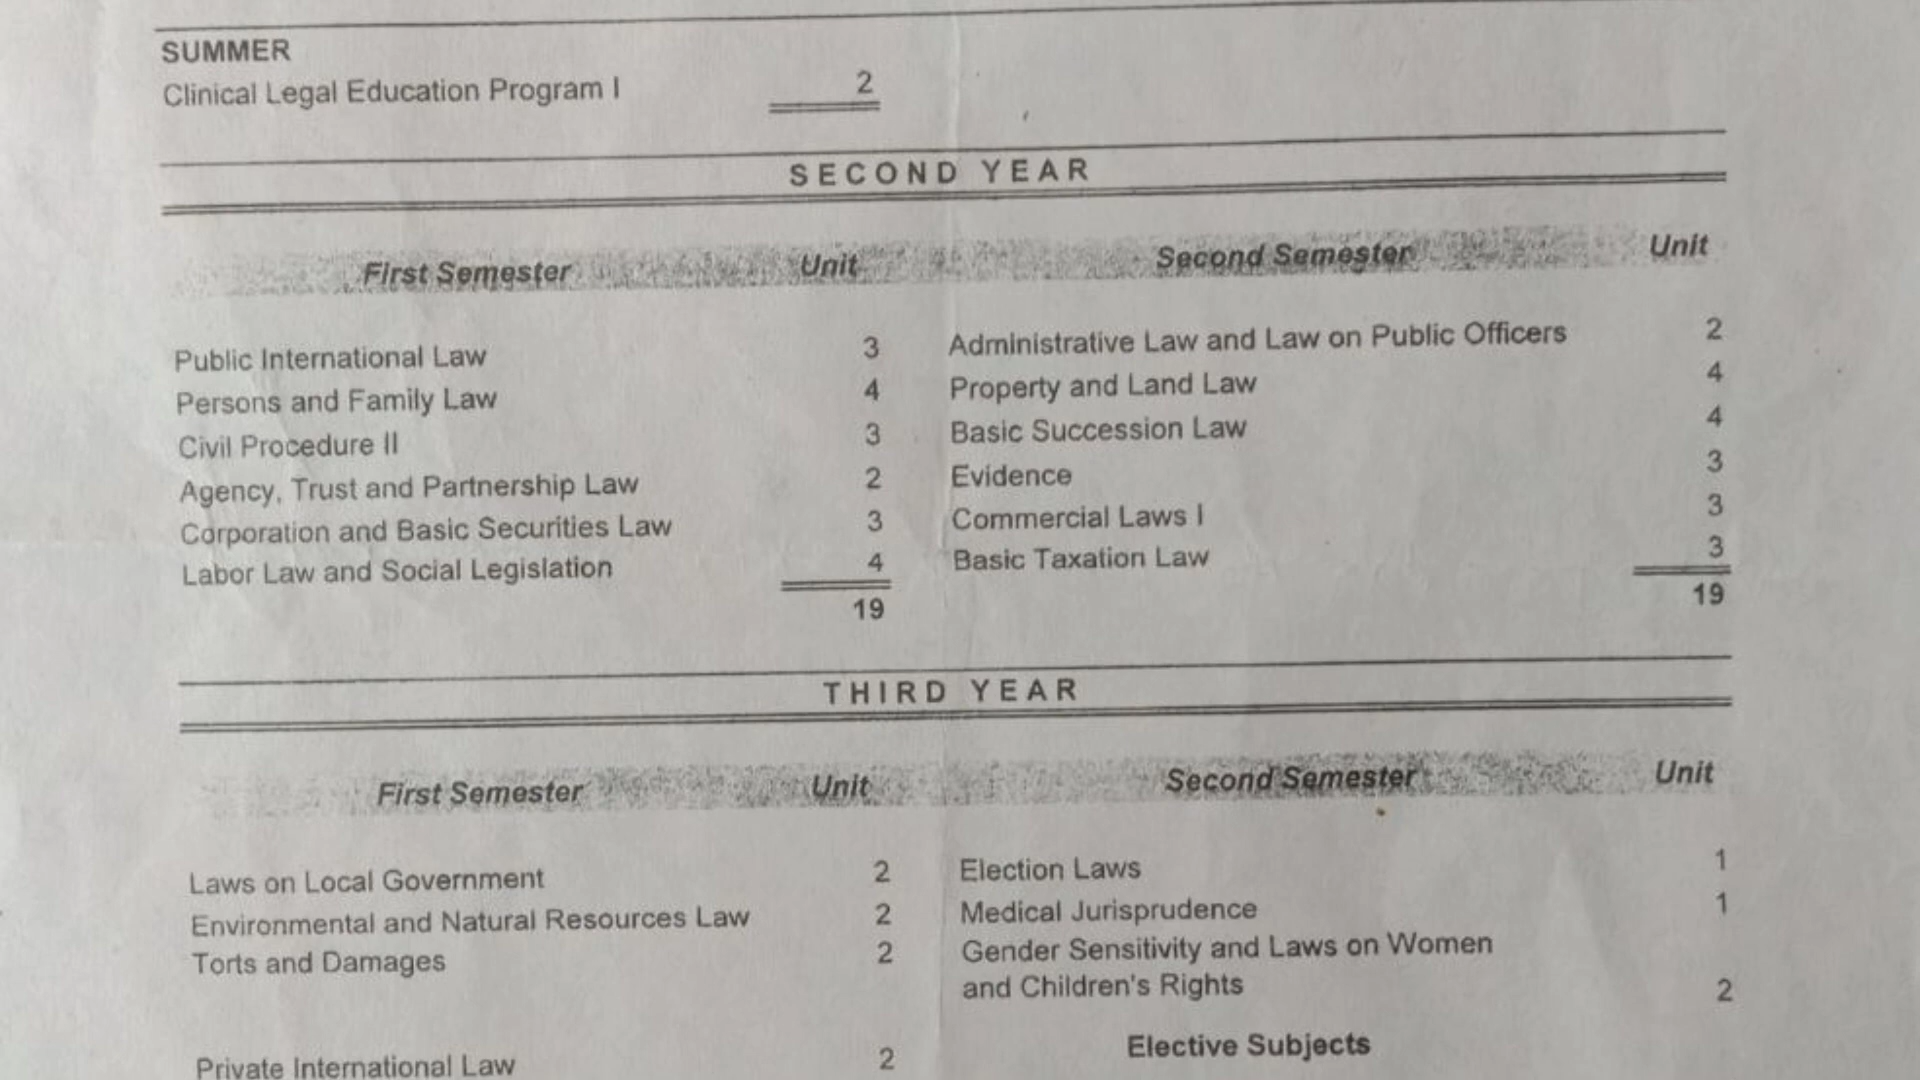 SUMMER
Clinical Legal Education Program I 2
SECOND YEAR
First Semester Unit Second Semester Unit
Public International Law 3 Administrative Law and Law on Public Officers 2
Persons and Family Law 4 Property and Land Law 4
Civil Procedure II 3 Basic Succession Law 4
Agency, Trust and Partnership Law 2 Evidence 3
Corporation and Basic Securities Law 3 Commercial Laws I 3
Labor Law and Social Legislation 4 Basic Taxation Law 3
19 19
THIRD YEAR
First Semester Unit Second Semester Unit
Laws on Local Government 2 Election Laws 1
Environmental and Natural Resources Law 2 Medical Jurisprudence 1
Torts and Damages 2 Gender Sensitivity and Laws on Women
and Children's Rights 2
Elective Subjects
Private International Law 2